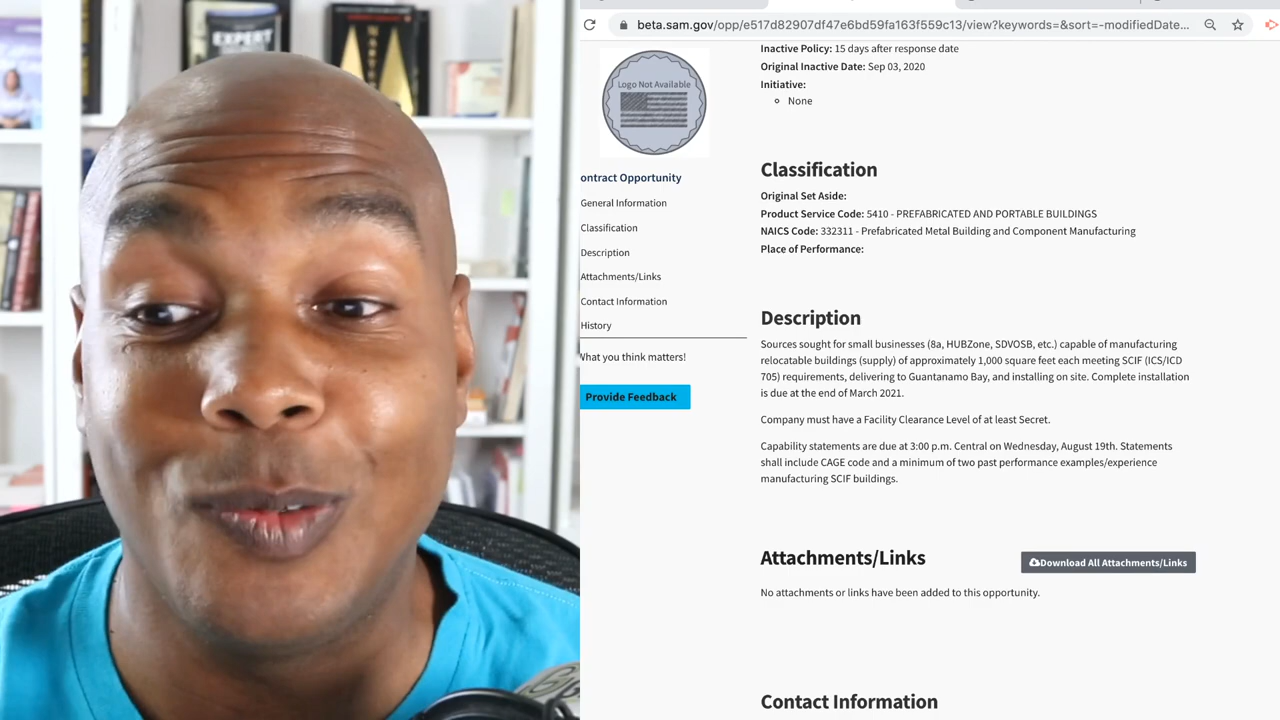 EXPERT
beta.sam.gov/opp/e517d82907df47e6bd59fa163f559c13/view?keywords=&sort=-modifiedDate...
Inactive Policy: 15 days after response date
Original Inactive Date: Sep 03, 2020
Initiative:
None
Logo Not Available
ontract Opportunity
General Information
Classification
Description
Attachments/Links
Contact Information
History
What you think matters!
Provide Feedback
Classification
Original Set Aside:
Product Service Code: 5410 - PREFABRICATED AND PORTABLE BUILDINGS
NAICS Code: 332311 - Prefabricated Metal Building and Component Manufacturing
Place of Performance:
Description
Sources sought for small businesses (8a, HUBZone, SDVOSB, etc.) capable of manufacturing
relocatable buildings (supply) of approximately 1,000 square feet each meeting SCIF (ICS/ICD
705) requirements, delivering to Guantanamo Bay, and installing on site. Complete installation
is due at the end of March 2021.
Company must have a Facility Clearance Level of at least Secret.
Capability statements are due at 3:00 p.m. Central on Wednesday, August 19th. Statements
shall include CAGE code and a minimum of two past performance examples/experience
manufacturing SCIF buildings.
Attachments/Links
Download All Attachments/Links
No attachments or links have been added to this opportunity.
Contact Information